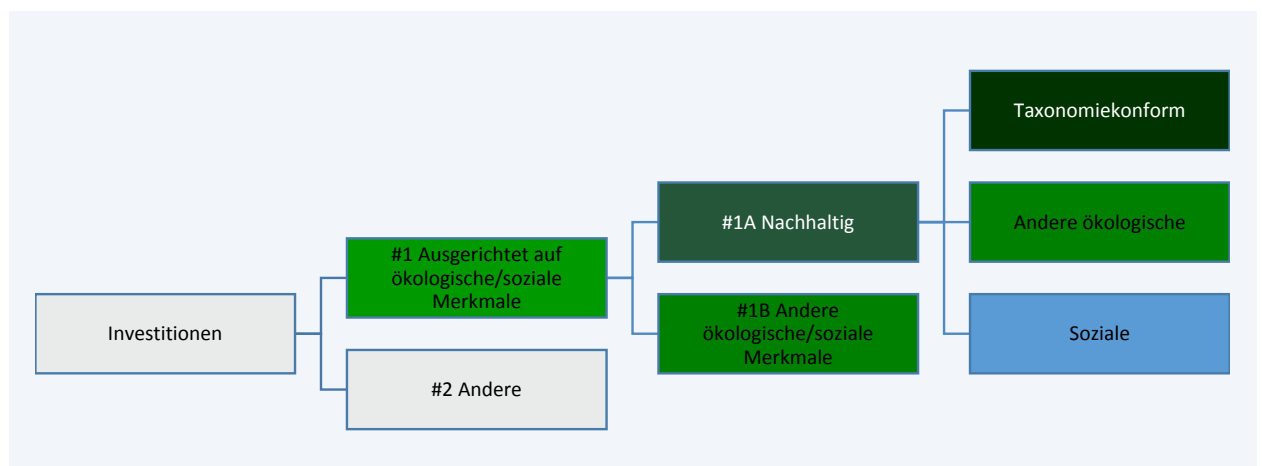 Investitionen
#1 Ausgerichtet auf
ökologische/soziale
Merkmale
#2 Andere
#1A Nachhaltig
#1B Andere
ökologische/soziale
Merkmale
Taxonomiekonform
Andere ökologische
Soziale